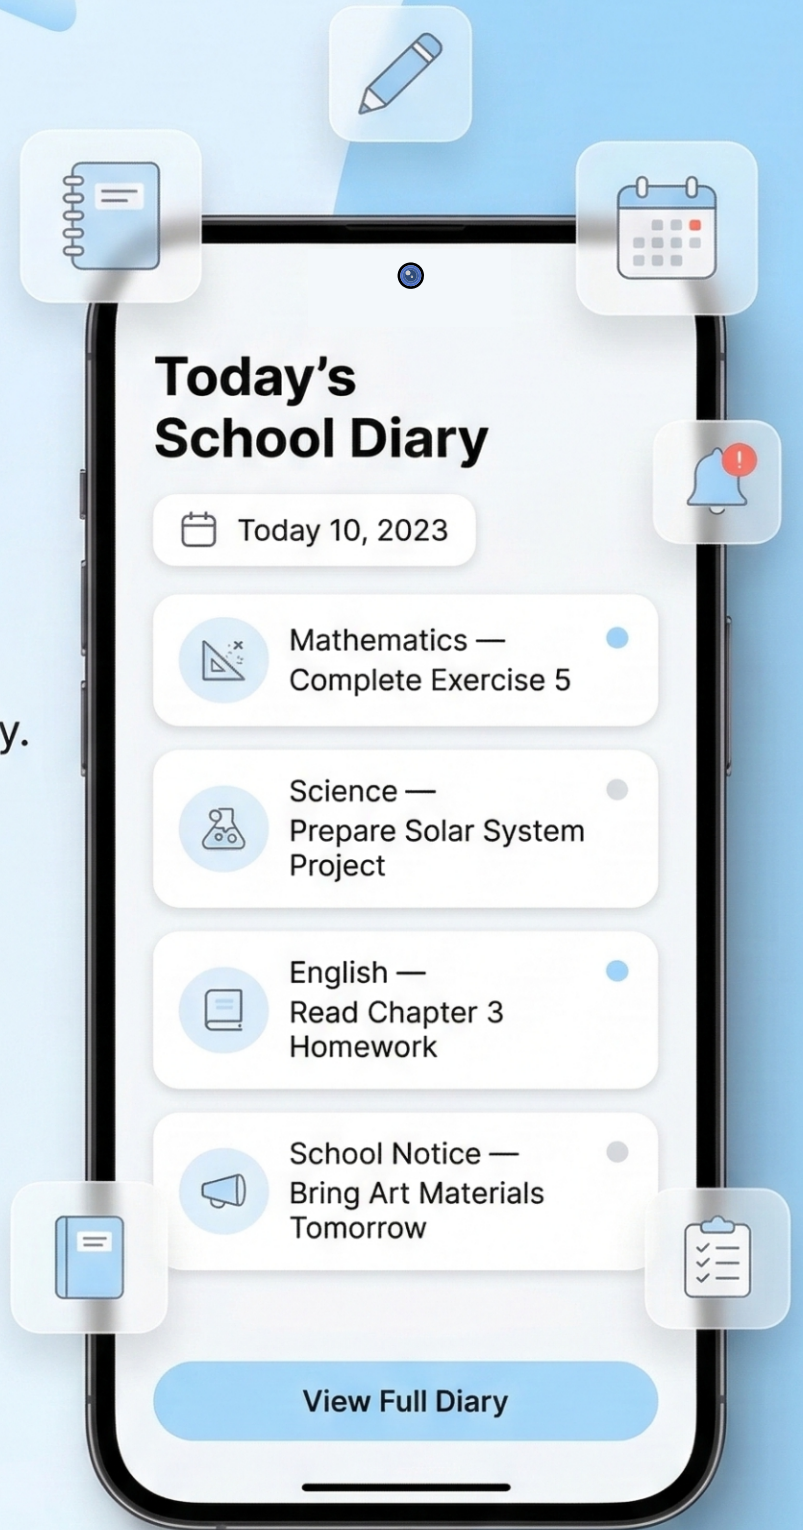 Today’s
School Diary
Today 10, 2023
Mathematics —
Complete Exercise 5
y.
Science —
Prepare Solar System
Project
English —
Read Chapter 3
Homework
School Notice —
Bring Art Materials
Tomorrow
View Full Diary